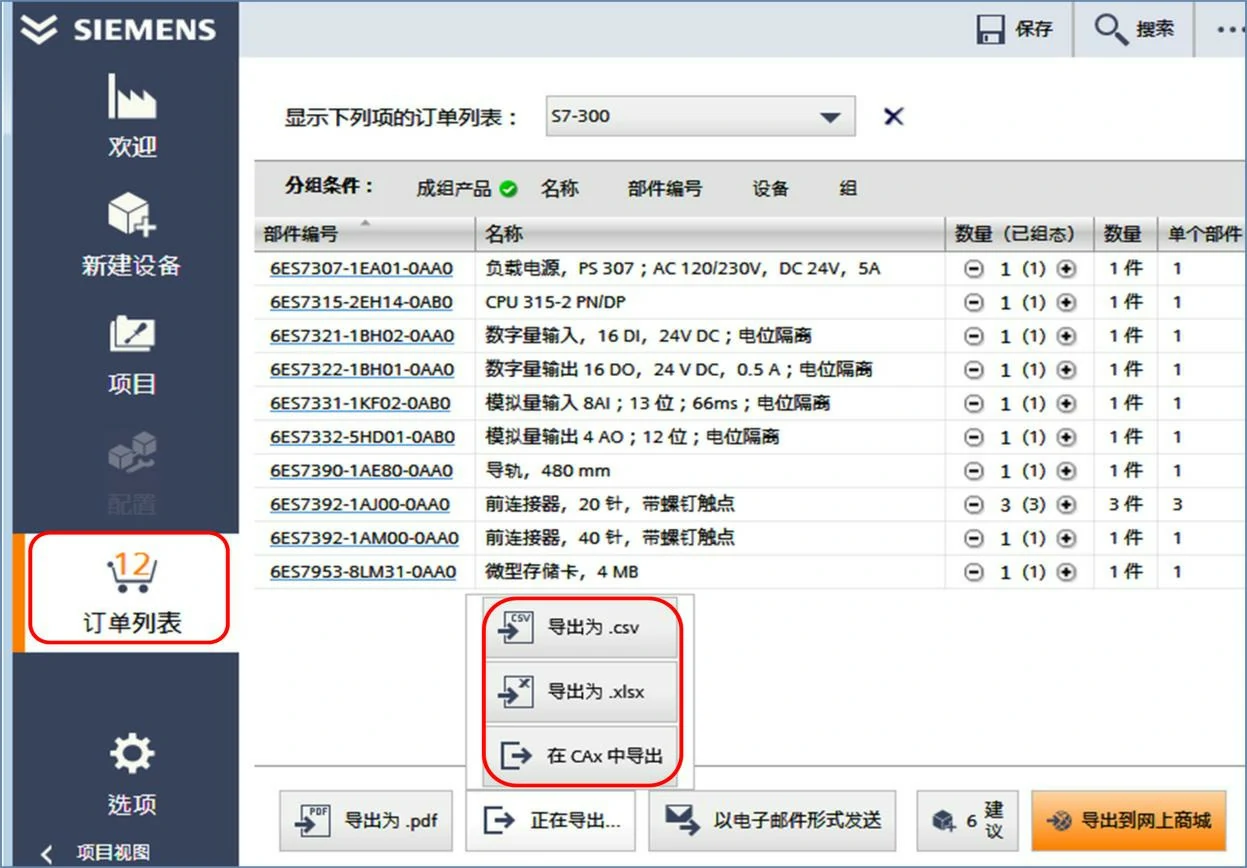 SIEMENS
保存
搜索
欢迎
新建设备
项目
配置
12
订单列表
选项
项目视图
显示下列项的订单列表：
S7-300
分组条件： 成组产品 名称 部件编号 设备 组
部件编号 名称 数量（已组态） 数量 单个部件
6ES7307-1EA01-0AA0 负载电源，PS 307；AC 120/230V，DC 24V，5A 1 (1) 1 件 1
6ES7315-2EH14-0AB0 CPU 315-2 PN/DP 1 (1) 1 件 1
6ES7321-1BH02-0AA0 数字量输入，16 DI，24V DC；电位隔离 1 (1) 1 件 1
6ES7322-1BH01-0AA0 数字量输出 16 DO，24 V DC，0.5 A；电位隔离 1 (1) 1 件 1
6ES7331-1KF02-0AB0 模拟量输入 8AI；13 位；66ms；电位隔离 1 (1) 1 件 1
6ES7332-5HD01-0AB0 模拟量输出 4 AO；12 位；电位隔离 1 (1) 1 件 1
6ES7390-1AE80-0AA0 导轨，480 mm 1 (1) 1 件 1
6ES7392-1AJ00-0AA0 前连接器，20 针，带螺钉触点 3 (3) 3 件 3
6ES7392-1AM00-0AA0 前连接器，40 针，带螺钉触点 1 (1) 1 件 1
6ES7953-8LM31-0AA0 微型存储卡，4 MB 1 (1) 1 件 1
CSV 导出为 .csv
导出为 .xlsx
在 CAx 中导出
PDF 导出为 .pdf
正在导出...
以电子邮件形式发送
6 建议
导出到网上商城